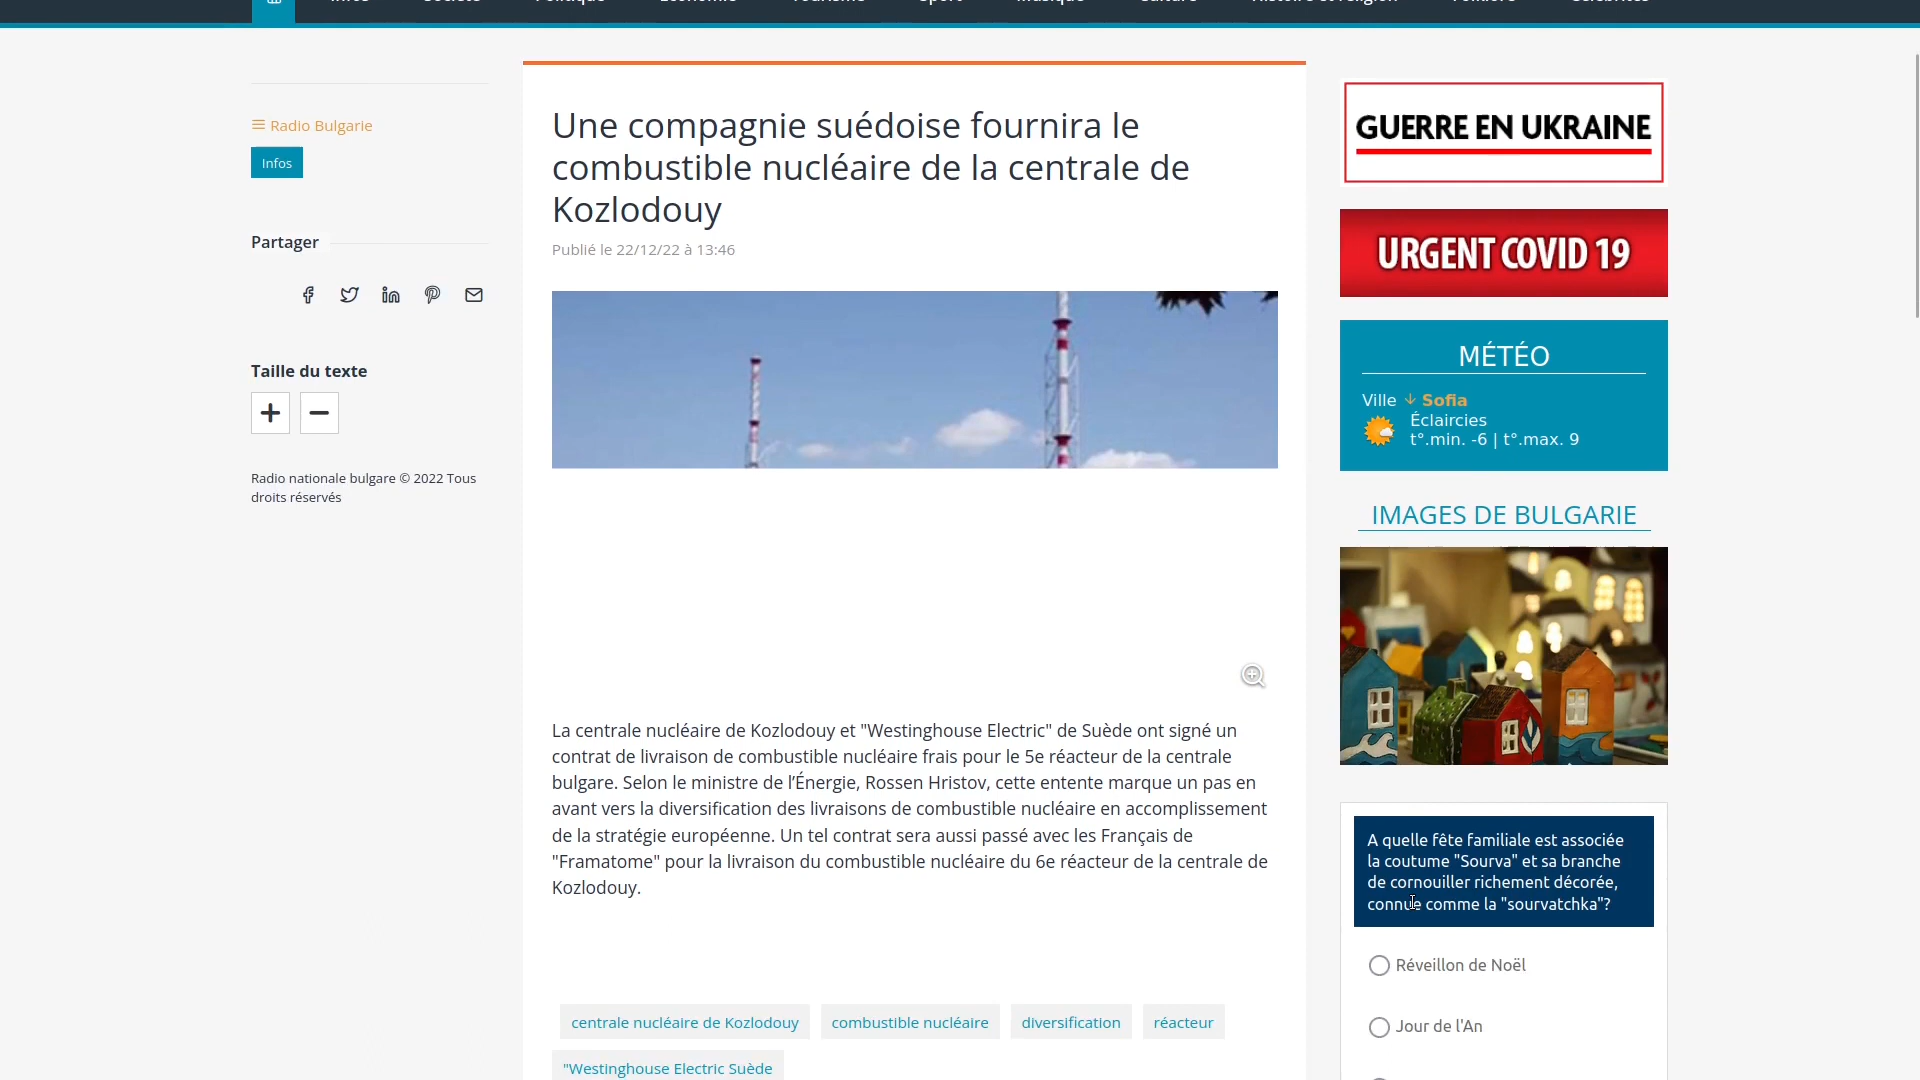 Radio Bulgarie
Infos
Partager
Taille du texte
Radio nationale bulgare © 2022 Tous
droits réservés
Une compagnie suédoise fournira le
combustible nucléaire de la centrale de
Kozlodouy
Publié le 22/12/22 à 13:46
La centrale nucléaire de Kozlodouy et "Westinghouse Electric" de Suède ont signé un
contrat de livraison de combustible nucléaire frais pour le 5e réacteur de la centrale
bulgare. Selon le ministre de l’Énergie, Rossen Hristov, cette entente marque un pas en
avant vers la diversification des livraisons de combustible nucléaire en accomplissement
de la stratégie européenne. Un tel contrat sera aussi passé avec les Français de
"Framatome" pour la livraison du combustible nucléaire du 6e réacteur de la centrale de
Kozlodouy.
centrale nucléaire de Kozlodouy combustible nucléaire diversification réacteur
"Westinghouse Electric Suède
GUERRE EN UKRAINE
URGENT COVID 19
MÉTÉO
Ville Sofia
Éclaircies
t°.min. -6 | t°.max. 9
IMAGES DE BULGARIE
A quelle fête familiale est associée
la coutume "Sourva" et sa branche
de cornouiller richement décorée,
connue comme la "sourvatchka"?
Réveillon de Noël
Jour de l'An